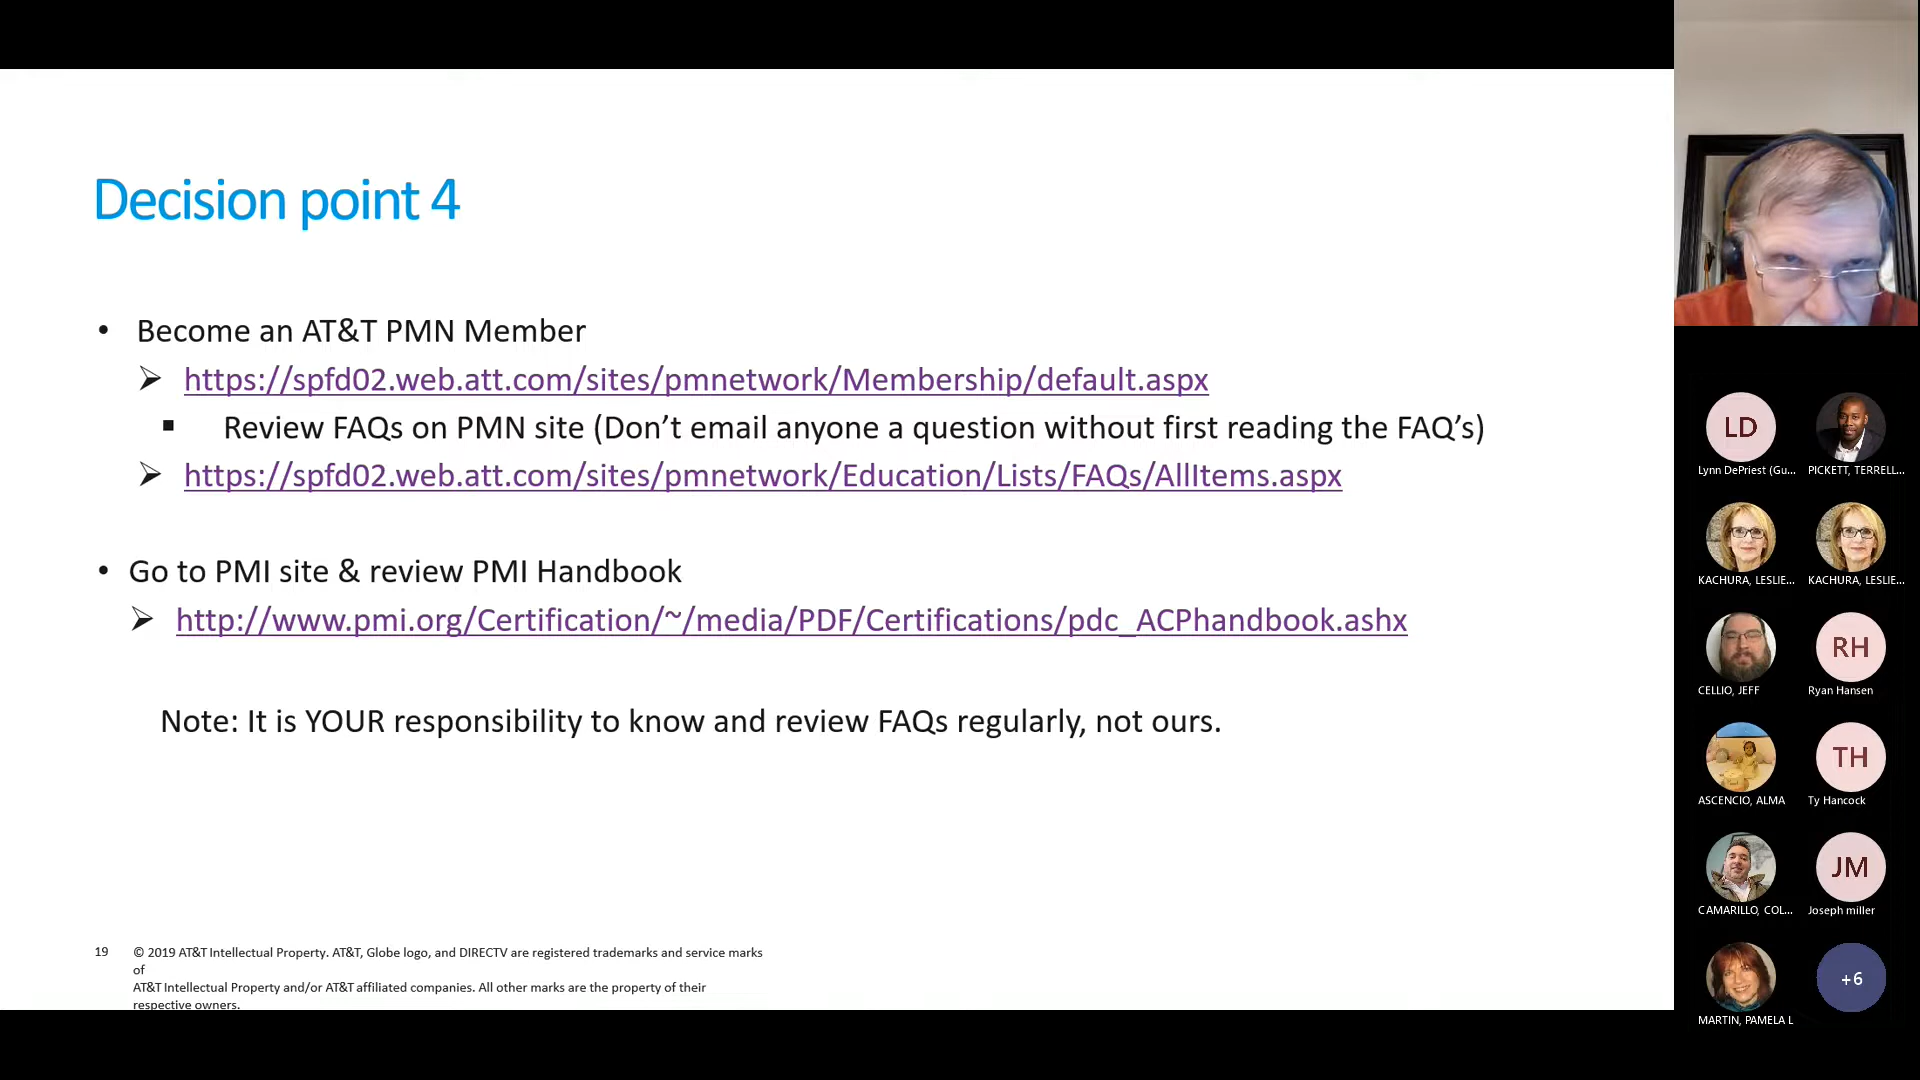 Decision point 4
• Become an AT&T PMN Member
➢ https://spfd02.web.att.com/sites/pmnetwork/Membership/default.aspx
▪ Review FAQs on PMN site (Don’t email anyone a question without first reading the FAQ’s)
➢ https://spfd02.web.att.com/sites/pmnetwork/Education/Lists/FAQs/AllItems.aspx
• Go to PMI site & review PMI Handbook
➢ http://www.pmi.org/Certification/~/media/PDF/Certifications/pdc_ACPhandbook.ashx
Note: It is YOUR responsibility to know and review FAQs regularly, not ours.
19 © 2019 AT&T Intellectual Property. AT&T, Globe logo, and DIRECTV are registered trademarks and service marks
of
AT&T Intellectual Property and/or AT&T affiliated companies. All other marks are the property of their
respective owners.
LD
Lynn DePriest (Gu... PICKETT, TERRELL...
KACHURA, LESLIE... KACHURA, LESLIE...
RH
CELLIO, JEFF Ryan Hansen
TH
ASCENCIO, ALMA Ty Hancock
JM
CAMARILLO, COL... Joseph miller
+6
MARTIN, PAMELA L